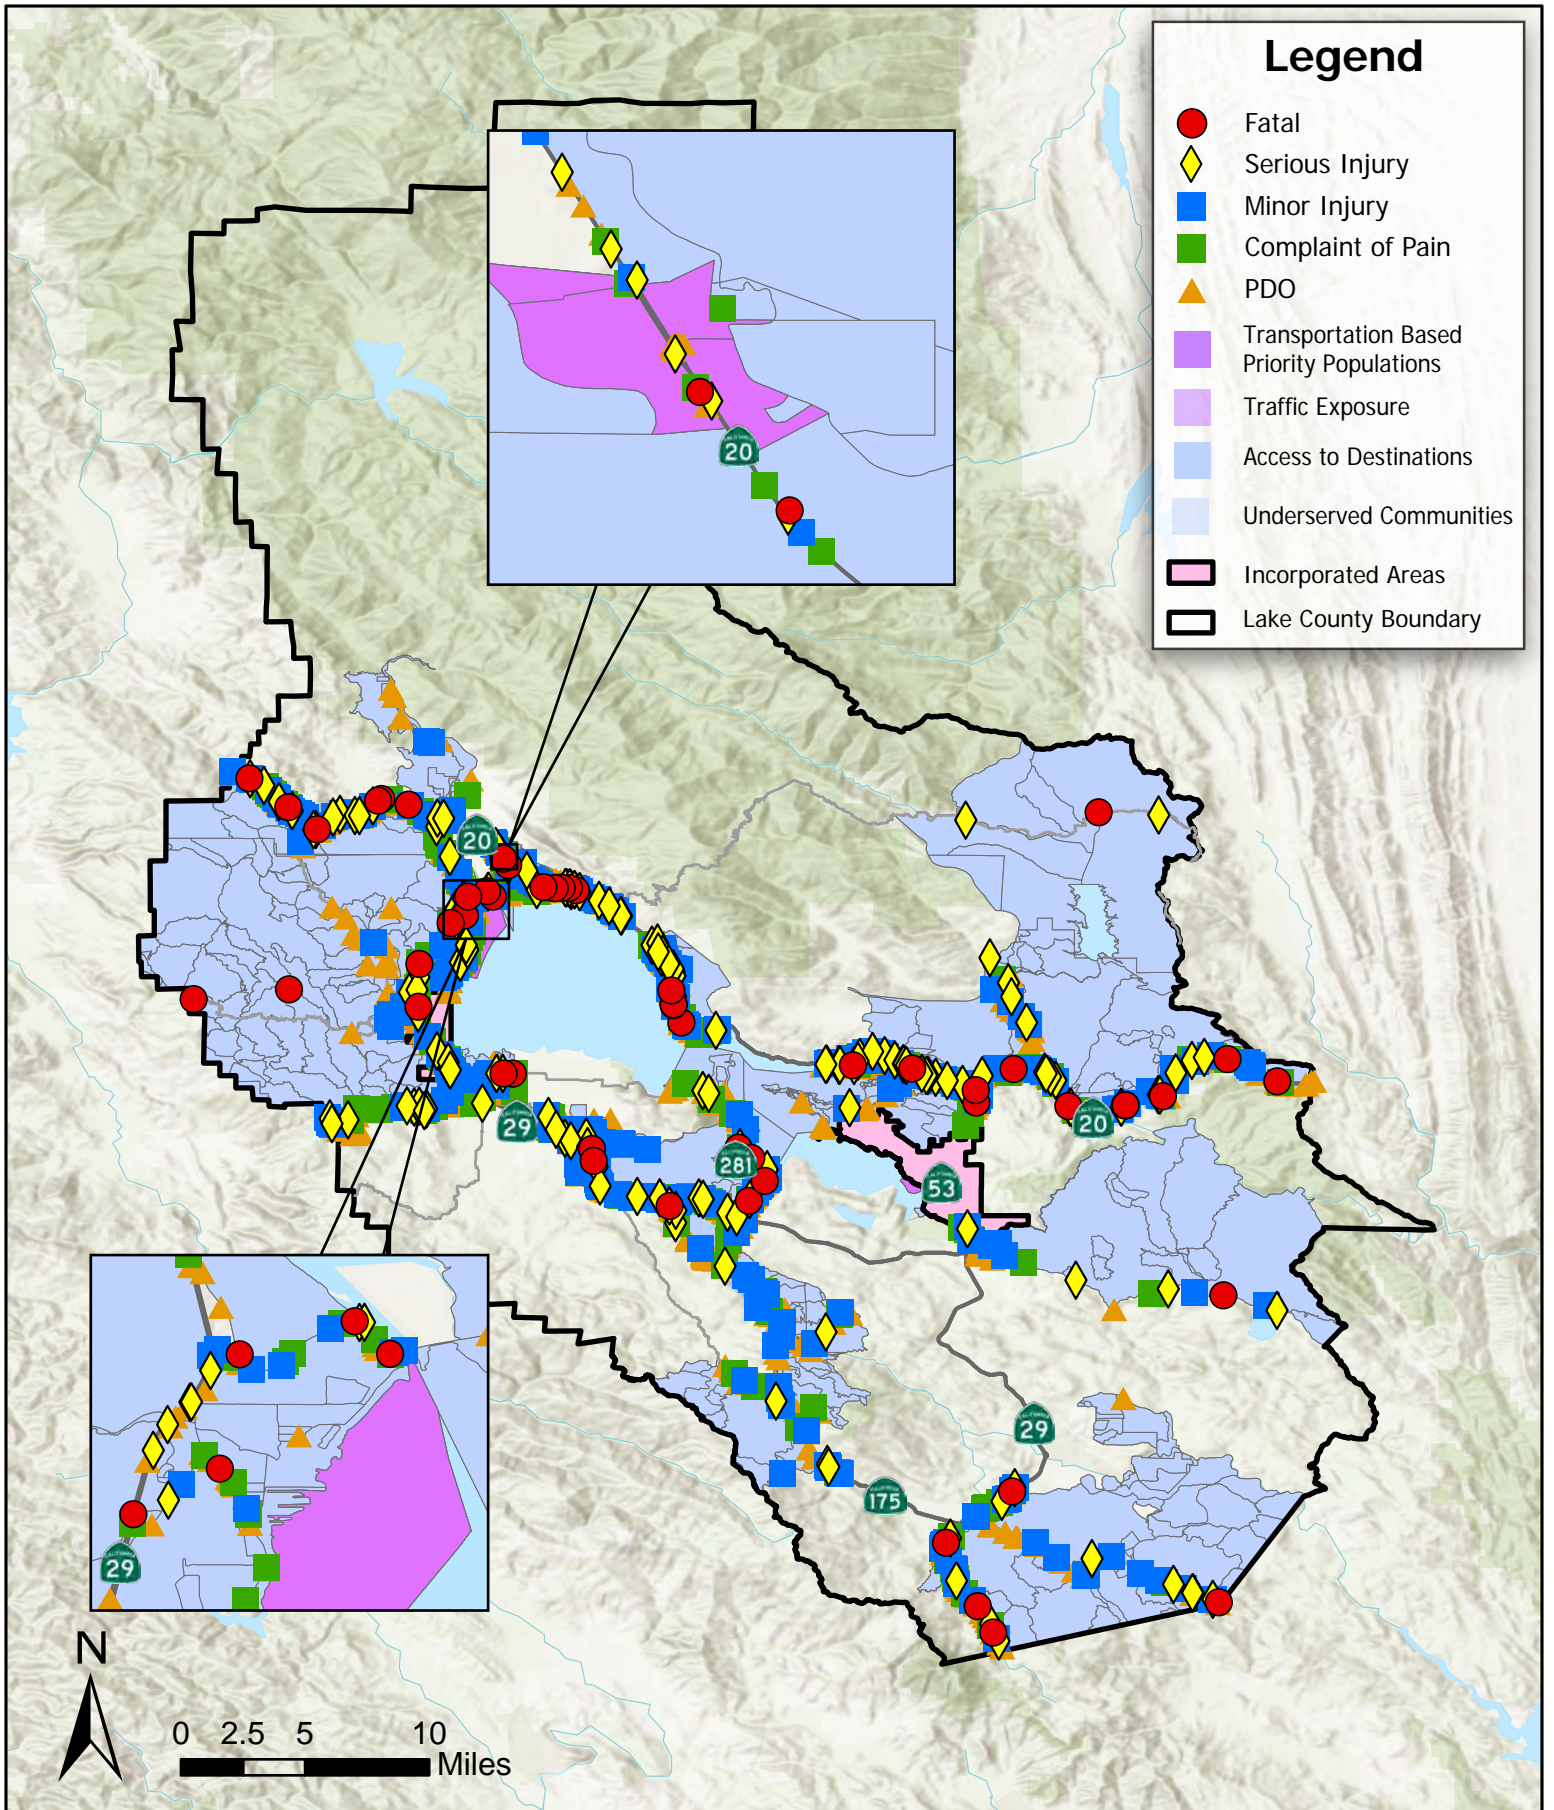 Legend
Fatal
Serious Injury
Minor Injury
Complaint of Pain
PDO
Transportation Based
Priority Populations
Traffic Exposure
Access to Destinations
Underserved Communities
Incorporated Areas
Lake County Boundary
20
20
29
281
53
20
29
175
29
N
0 2.5 5 10
Miles